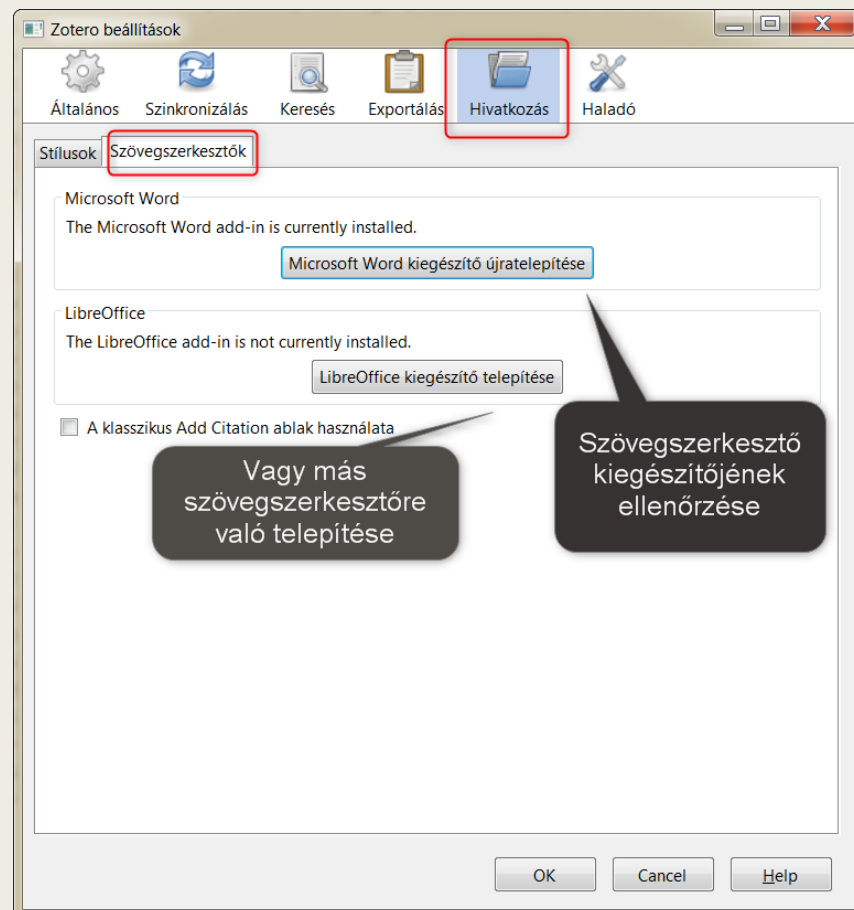 Zotero beállítások
Általános Szinkronizálás Keresés Exportálás Hivatkozás Haladó
Stílusok Szövegszerkesztők
Microsoft Word
The Microsoft Word add-in is currently installed.
Microsoft Word kiegészítő újratelepítése
LibreOffice
The LibreOffice add-in is not currently installed.
LibreOffice kiegészítő telepítése
A klasszikus Add Citation ablak használata
Vagy más
szövegszerkesztőre
való telepítése
Szövegszerkesztő
kiegészítőjének
ellenőrzése
OK Cancel Help